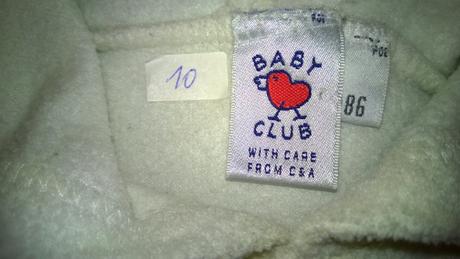 BABY
CLUB
WITH CARE
FROM C&A
10
86